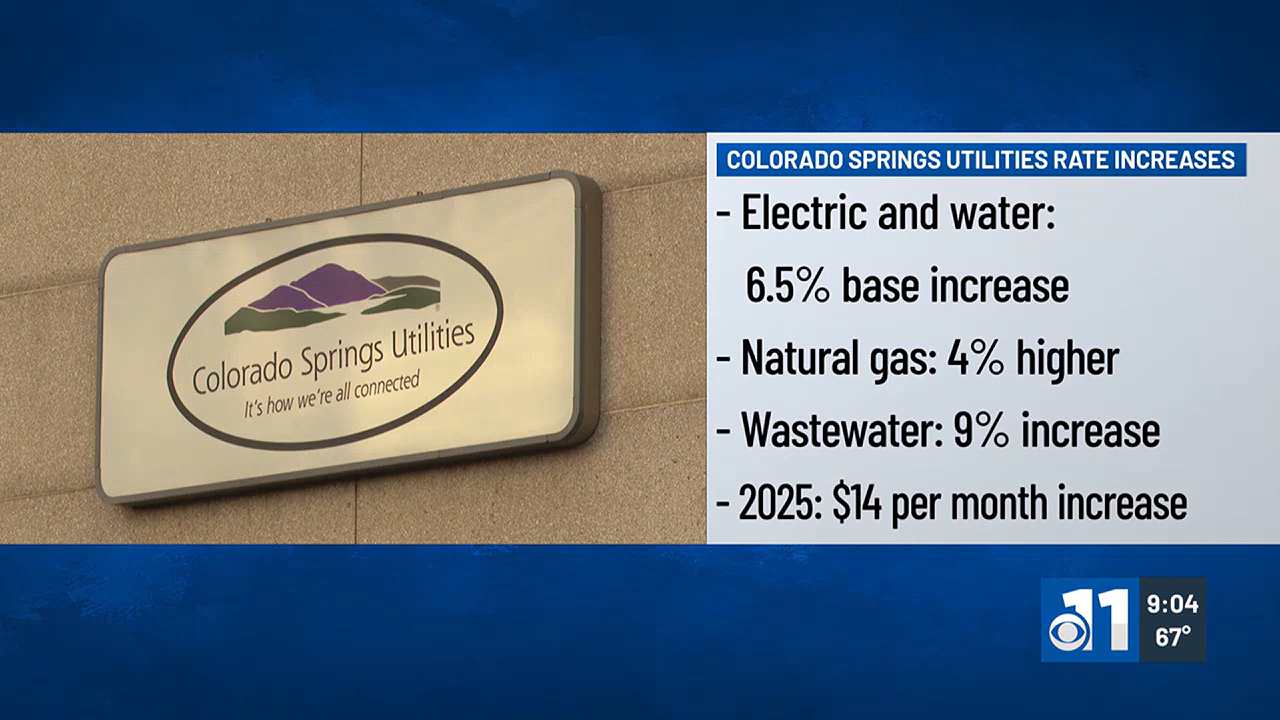 Colorado Springs Utilities
It's how we're all connected
®
COLORADO SPRINGS UTILITIES RATE INCREASES
- Electric and water:
6.5% base increase
- Natural gas: 4% higher
- Wastewater: 9% increase
- 2025: $14 per month increase
11
9:04
67°